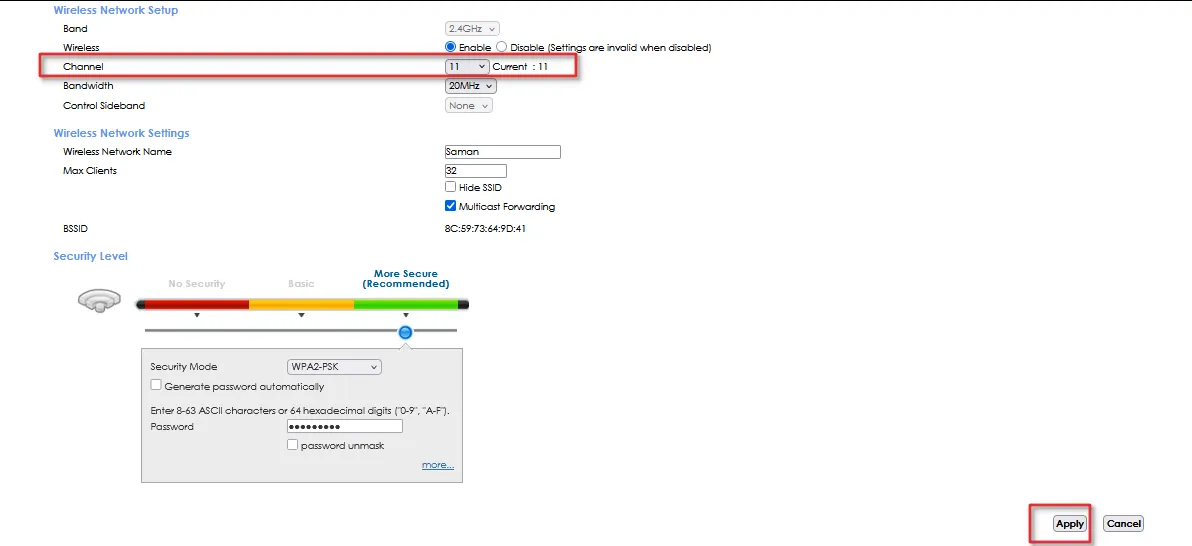 Wireless Network Setup
Band 2.4GHz
Wireless Enable Disable (Settings are invalid when disabled)
Channel 11 Current : 11
Bandwidth 20MHz
Control Sideband None
Wireless Network Settings
Wireless Network Name Saman
Max Clients 32
Hide SSID
Multicast Forwarding
BSSID 8C:59:73:64:9D:41
Security Level
No Security Basic More Secure
(Recommended)
Security Mode WPA2-PSK
Generate password automatically
Enter 8-63 ASCII characters or 64 hexadecimal digits ("0-9", "A-F").
Password •••••••••
password unmask
more...
Apply Cancel